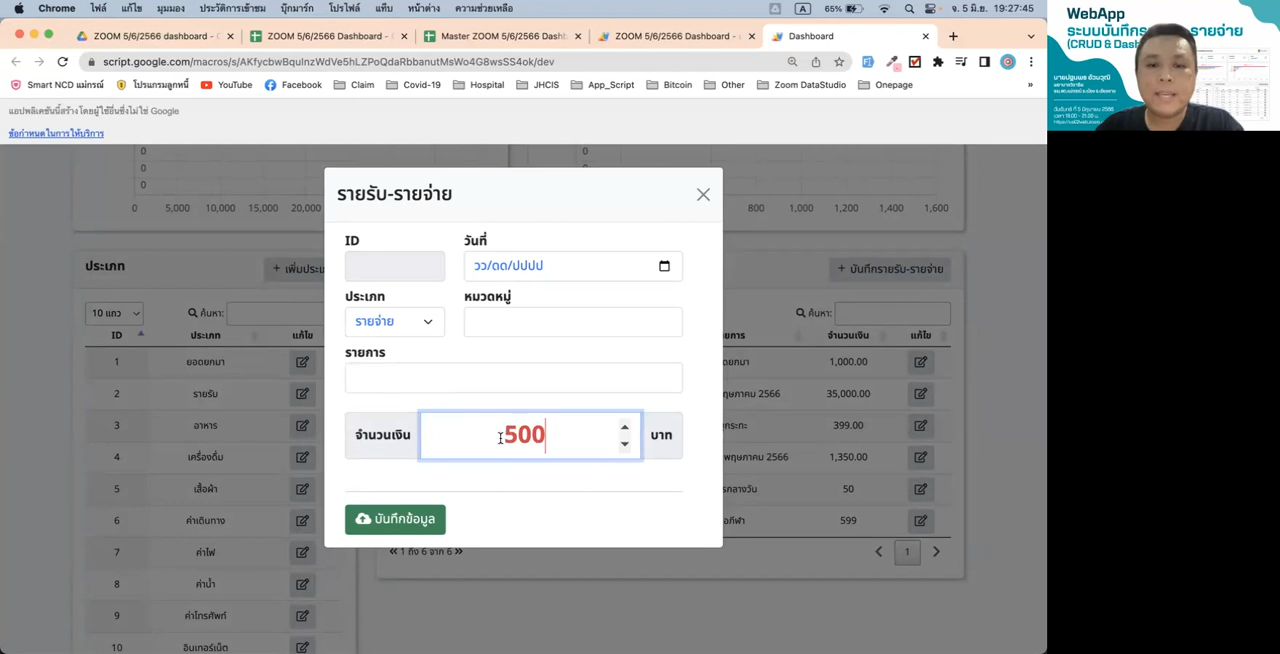 Chrome ไฟล์ แก้ไข มุมมอง ประวัติการเข้าชม บุ๊กมาร์ก โปรไฟล์ แท็บ หน้าต่าง ความช่วยเหลือ A 65% จ. 5 มิ.ย. 19:27:45
ZOOM 5/6/2566 dashboard - ZOOM 5/6/2566 Dashboard - Master ZOOM 5/6/2566 Dashb ZOOM 5/6/2566 Dashboard - Dashboard
script.google.com/macros/s/AKfycbwBquInzWdVe5hLZPoQdaRbbanutMsWo4G8wsSS4ok/dev
Smart NCD แม่กรณ์ โปรแกรมลูกหนี้ YouTube Facebook Claim Covid-19 Hospital JHCIS App_Script Bitcoin Other Zoom DataStudio Onepage
แอปพลิเคชันนี้สร้างโดยผู้ใช้ชื่อซึ่งไม่ใช่ Google
ข้อกำหนดในการให้บริการ
WebApp
ระบบบันทึก รายจ่าย
(CRUD & Dash
0 0
0
0
0 5,000 10,000 15,000 20,000 800 1,000 1,200 1,400 1,600
ประเภท + เพิ่มประเ + บันทึกรายรับ-รายจ่าย
10 แถว ค้นหา: ค้นหา:
ID ประเภท แก้ไข จำนวนเงิน แก้ไข
1 ยอดยกมา 1,000.00
2 รายรับ 2566 35,000.00
3 อาหาร 399.00
4 เครื่องดื่ม พฤษภาคม 2566 1,350.00
5 เสื้อผ้า 50
6 ค่าเดินทาง 599
7 ค่าไฟ 1 ถึง 6 จาก 6 1
8 ค่าน้ำ
9 ค่าโทรศัพท์
10 อินเทอร์เน็ต
รายรับ-รายจ่าย
ID วันที่
วว/ดด/ปปปป
ประเภท หมวดหมู่
รายจ่าย
รายการ
จำนวนเงิน 500 บาท
บันทึกข้อมูล